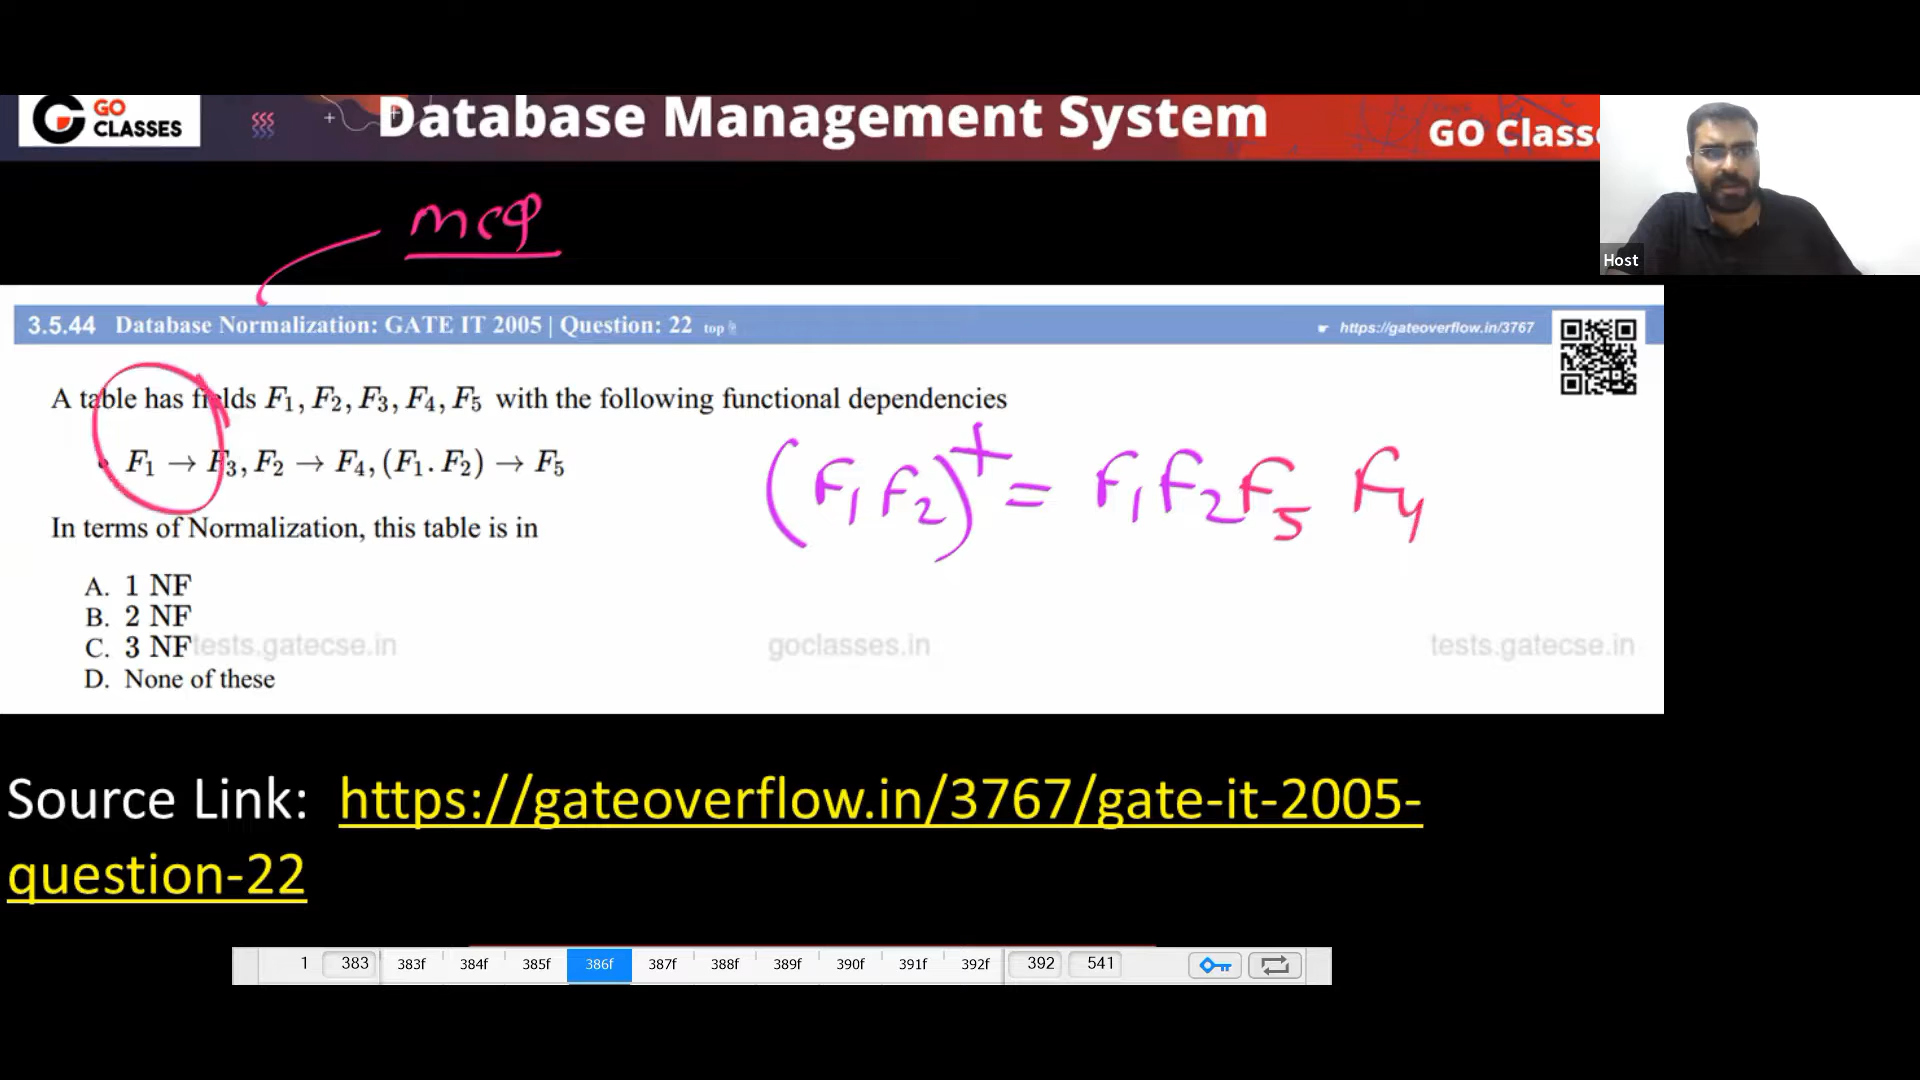 GO CLASSES
Database Management System
GO Classe
Host
mcq
3.5.44 Database Normalization: GATE IT 2005 | Question: 22 top
https://gateoverflow.in/3767
A table has fields F₁, F₂, F₃, F₄, F₅ with the following functional dependencies
F₁ → F₃, F₂ → F₄, (F₁.F₂) → F₅
(F₁F₂)⁺ = F₁F₂F₅ F₄
In terms of Normalization, this table is in
A. 1 NF
B. 2 NF
C. 3 NF
D. None of these
tests.gatecse.in
goclasses.in
tests.gatecse.in
Source Link: https://gateoverflow.in/3767/gate-it-2005-
question-22
1 383 383f 384f 385f 386f 387f 388f 389f 390f 391f 392f 392 541